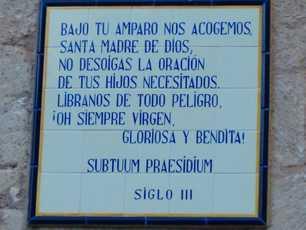 BAJO TU AMPARO NOS ACOGEMOS,
SANTA MADRE DE DIOS,
NO DESOIGAS LA ORACIÓN
DE TUS HIJOS NECESITADOS.
LÍBRANOS DE TODO PELIGRO,
¡OH SIEMPRE VIRGEN,
GLORIOSA Y BENDITA!
SUBTUUM PRAESIDIUM
SIGLO III